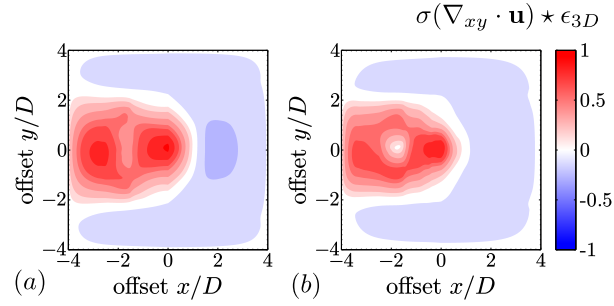 σ(∇xy · u) ⋆ ϵ3D
4 4 1
2 2 0.5
offset y/D 0 offset y/D 0 0
−2 −2 -0.5
−4 −4 -1
−4 −2 0 2 4 −4 −2 0 2 4
(a) offset x/D (b) offset x/D